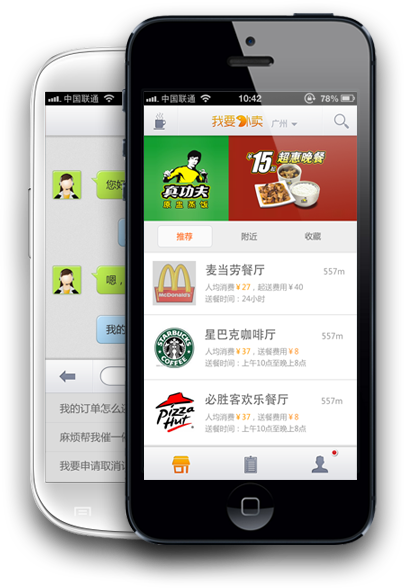 中国联通
10:42
78%
我要外卖
广州
真功夫
原盅蒸饭
¥15元 超惠晚餐
推荐
附近
收藏
McDonald's
麦当劳餐厅
557m
人均消费￥27，起送费用￥40
送餐时间：24小时
STARBUCKS COFFEE
星巴克咖啡厅
557m
人均消费￥37，送餐费用￥8
送餐时间：上午10点至晚上8点
Pizza Hut
必胜客欢乐餐厅
557m
人均消费￥37，送餐费用￥8
送餐时间：上午10点至晚上8点
中国联通
您好
嗯，
我的
我的订单怎么
麻烦帮我催一
我要申请取消